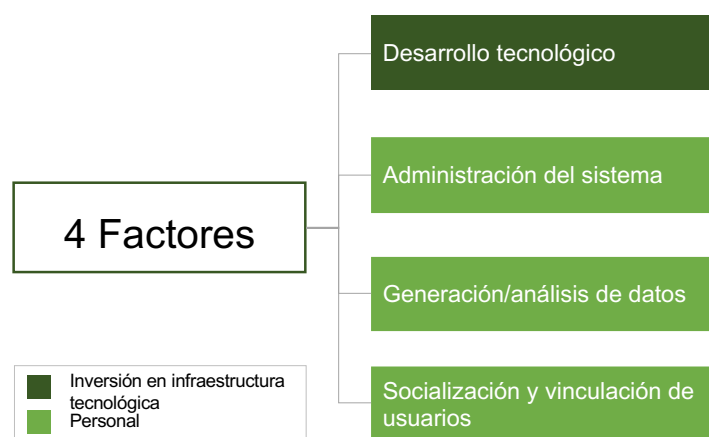 Desarrollo tecnológico
Administración del sistema
4 Factores
Generación/análisis de datos
Socialización y vinculación de
usuarios
Inversión en infraestructura
tecnológica
Personal